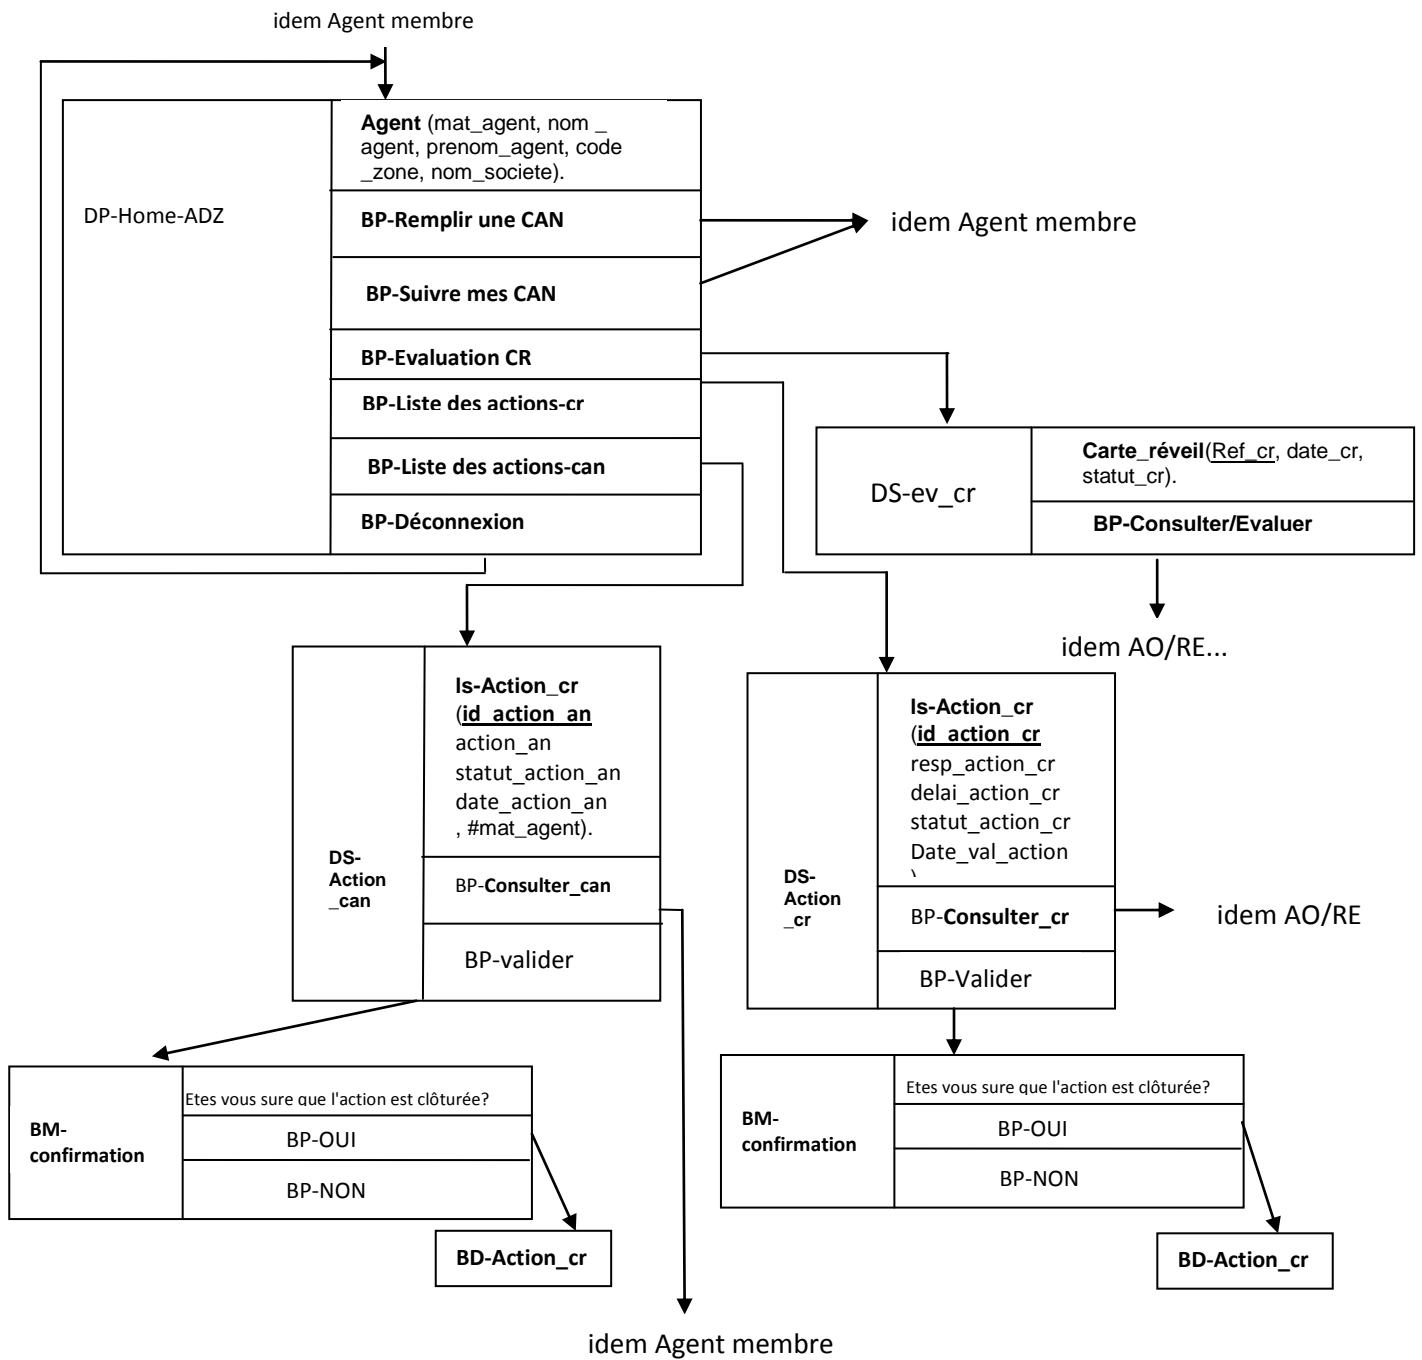 idem Agent membre
DP-Home-ADZ
Agent (mat_agent, nom _
agent, prenom_agent, code
_zone, nom_societe).
BP-Remplir une CAN
BP-Suivre mes CAN
BP-Evaluation CR
BP-Liste des actions-cr
BP-Liste des actions-can
BP-Déconnexion
idem Agent membre
DS-ev_cr
Carte_réveil(Ref_cr, date_cr,
statut_cr).
BP-Consulter/Evaluer
idem AO/RE...
DS-
Action
_can
ls-Action_cr
(id_action_an
action_an
statut_action_an
date_action_an
, #mat_agent).
BP-Consulter_can
BP-valider
DS-
Action
_cr
ls-Action_cr
(id_action_cr
resp_action_cr
delai_action_cr
statut_action_cr
Date_val_action
)
BP-Consulter_cr
BP-Valider
idem AO/RE
BM-
confirmation
Etes vous sure que l'action est clôturée?
BP-OUI
BP-NON
BD-Action_cr
BM-
confirmation
Etes vous sure que l'action est clôturée?
BP-OUI
BP-NON
BD-Action_cr
idem Agent membre